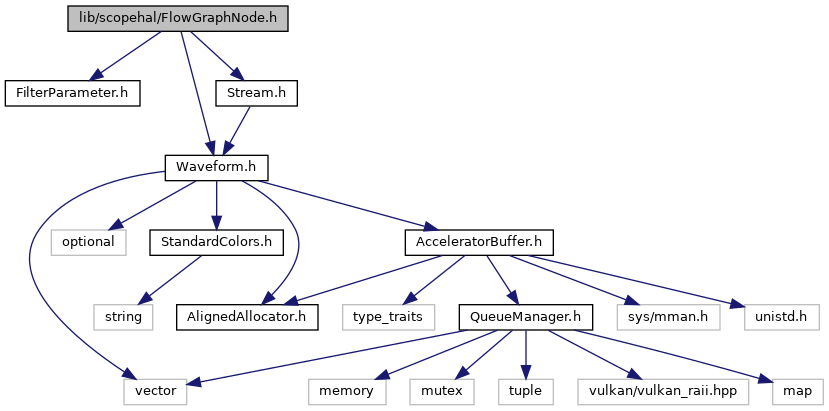 lib/scopehal/FlowGraphNode.h
FilterParameter.h
Stream.h
Waveform.h
optional
StandardColors.h
AcceleratorBuffer.h
string
AlignedAllocator.h
type_traits
QueueManager.h
sys/mman.h
unistd.h
vector
memory
mutex
tuple
vulkan/vulkan_raii.hpp
map